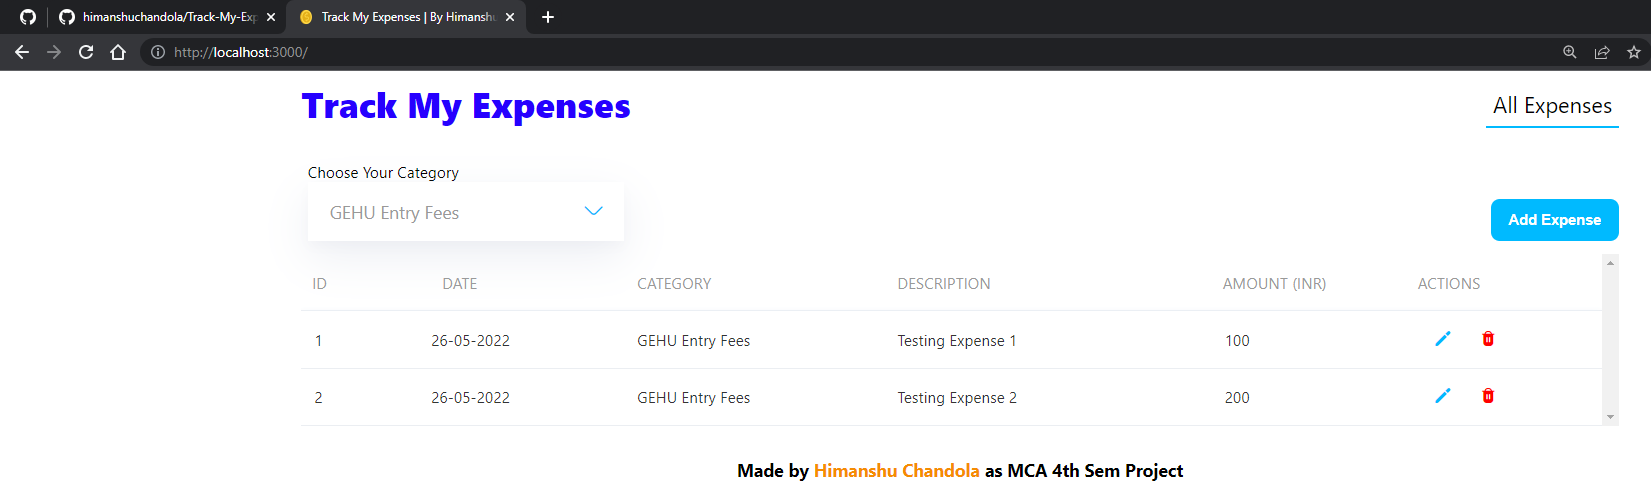 himanshuchandola/Track-My-Exp
Track My Expenses | By Himanshu
http://localhost:3000/
Track My Expenses
All Expenses
Choose Your Category
GEHU Entry Fees
Add Expense
ID DATE CATEGORY DESCRIPTION AMOUNT (INR) ACTIONS
1 26-05-2022 GEHU Entry Fees Testing Expense 1 100
2 26-05-2022 GEHU Entry Fees Testing Expense 2 200
Made by Himanshu Chandola as MCA 4th Sem Project